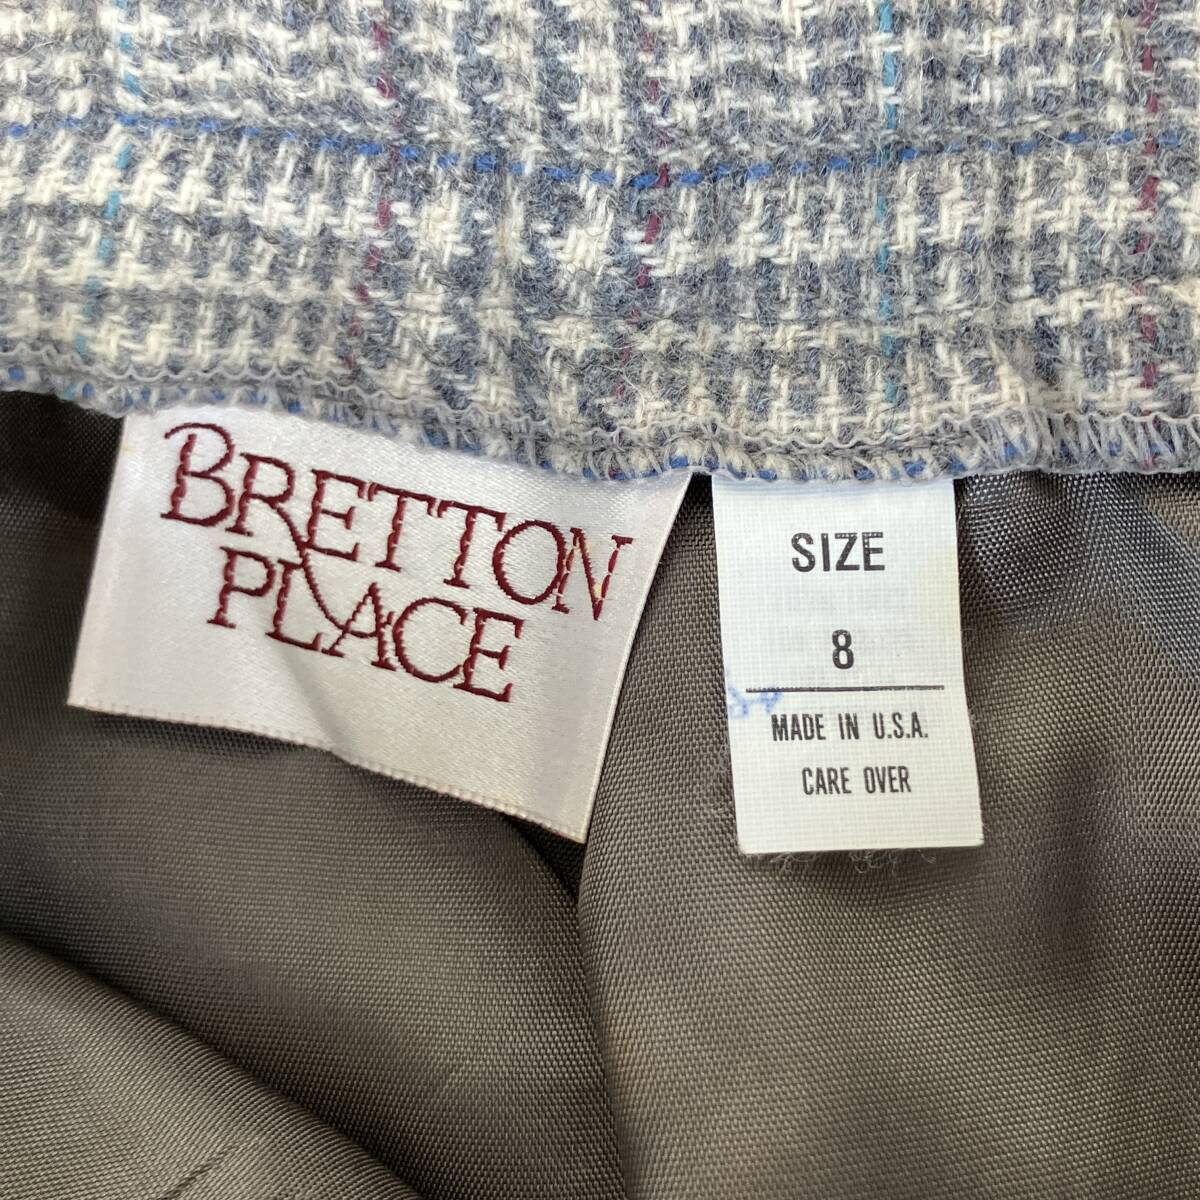 BRETTON
PLACE
SIZE
8
MADE IN U.S.A.
CARE OVER